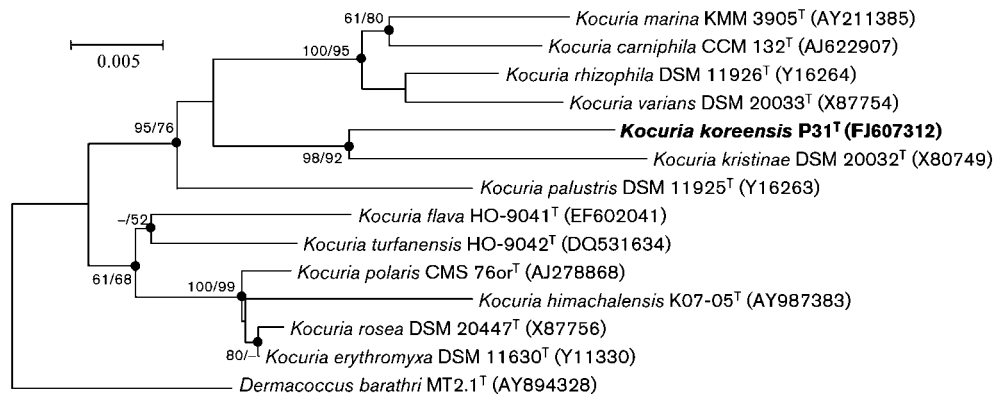 61/80
Kocuria marina KMM 3905ᵀ (AY211385)
0.005
100/95
Kocuria carniphila CCM 132ᵀ (AJ622907)
Kocuria rhizophila DSM 11926ᵀ (Y16264)
Kocuria varians DSM 20033ᵀ (X87754)
95/76
Kocuria koreensis P31ᵀ (FJ607312)
98/92
Kocuria kristinae DSM 20032ᵀ (X80749)
Kocuria palustris DSM 11925ᵀ (Y16263)
–/52
Kocuria flava HO-9041ᵀ (EF602041)
Kocuria turfanensis HO-9042ᵀ (DQ531634)
61/68
Kocuria polaris CMS 76orᵀ (AJ278868)
100/99
Kocuria himachalensis K07-05ᵀ (AY987383)
Kocuria rosea DSM 20447ᵀ (X87756)
80/–
Kocuria erythromyxa DSM 11630ᵀ (Y11330)
Dermacoccus barathri MT2.1ᵀ (AY894328)